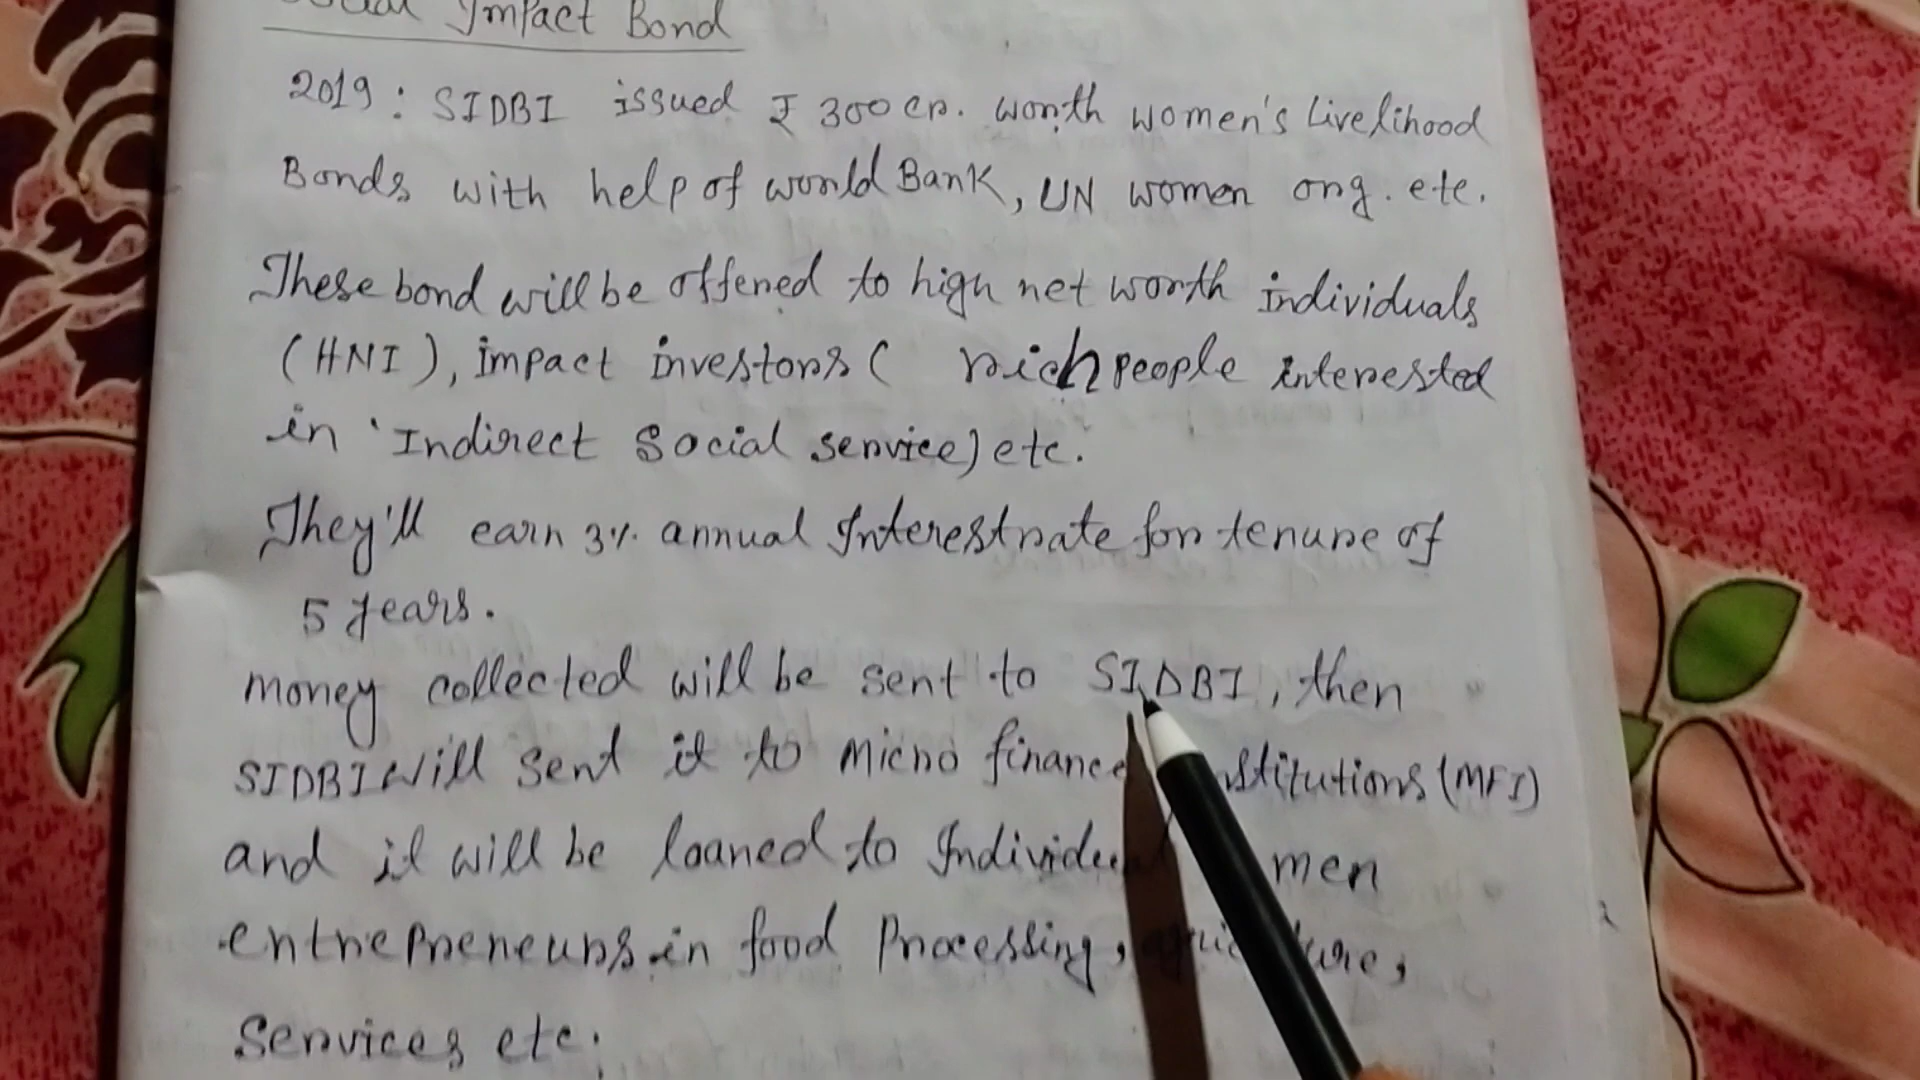 Impact Bond
2019: SIDBI issued ₹ 300 cr. worth women's Livelihood
Bonds with help of world Bank, UN women org. etc.
These bond will be offered to high net worth individuals
(HNI), impact investors ( rich people interested
in 'Indirect Social service) etc.
They'll earn 3% annual Interest rate for tenure of
5 years.
money collected will be sent to SIDBI, then
SIDBI will sent it to micro finance (MFI)
and it will be loaned to
entrepreneurs in food Processing,
Services etc.